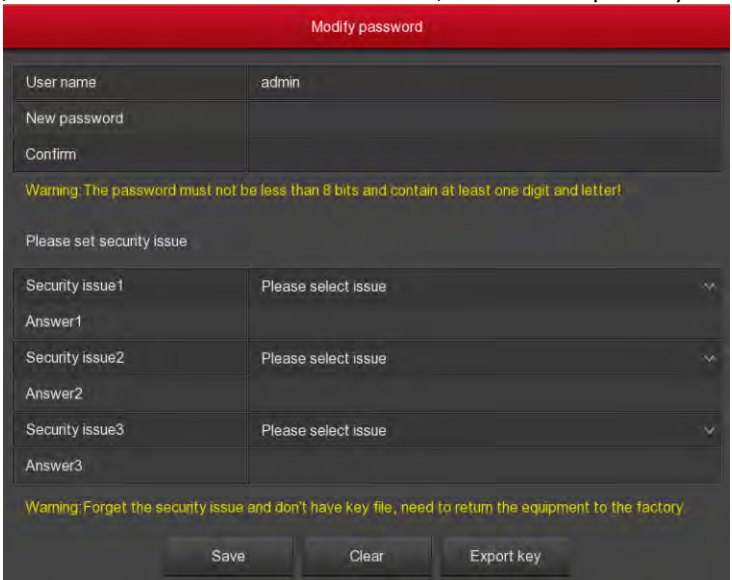 Modify password
User name admin
New password
Confirm
Warning:The password must not be less than 8 bits and contain at least one digit and letter!
Please set security issue
Security issue1 Please select issue
Answer1
Security issue2 Please select issue
Answer2
Security issue3 Please select issue
Answer3
Warning:Forget the security issue and don't have key file, need to return the equipment to the factory.
Save Clear Export key